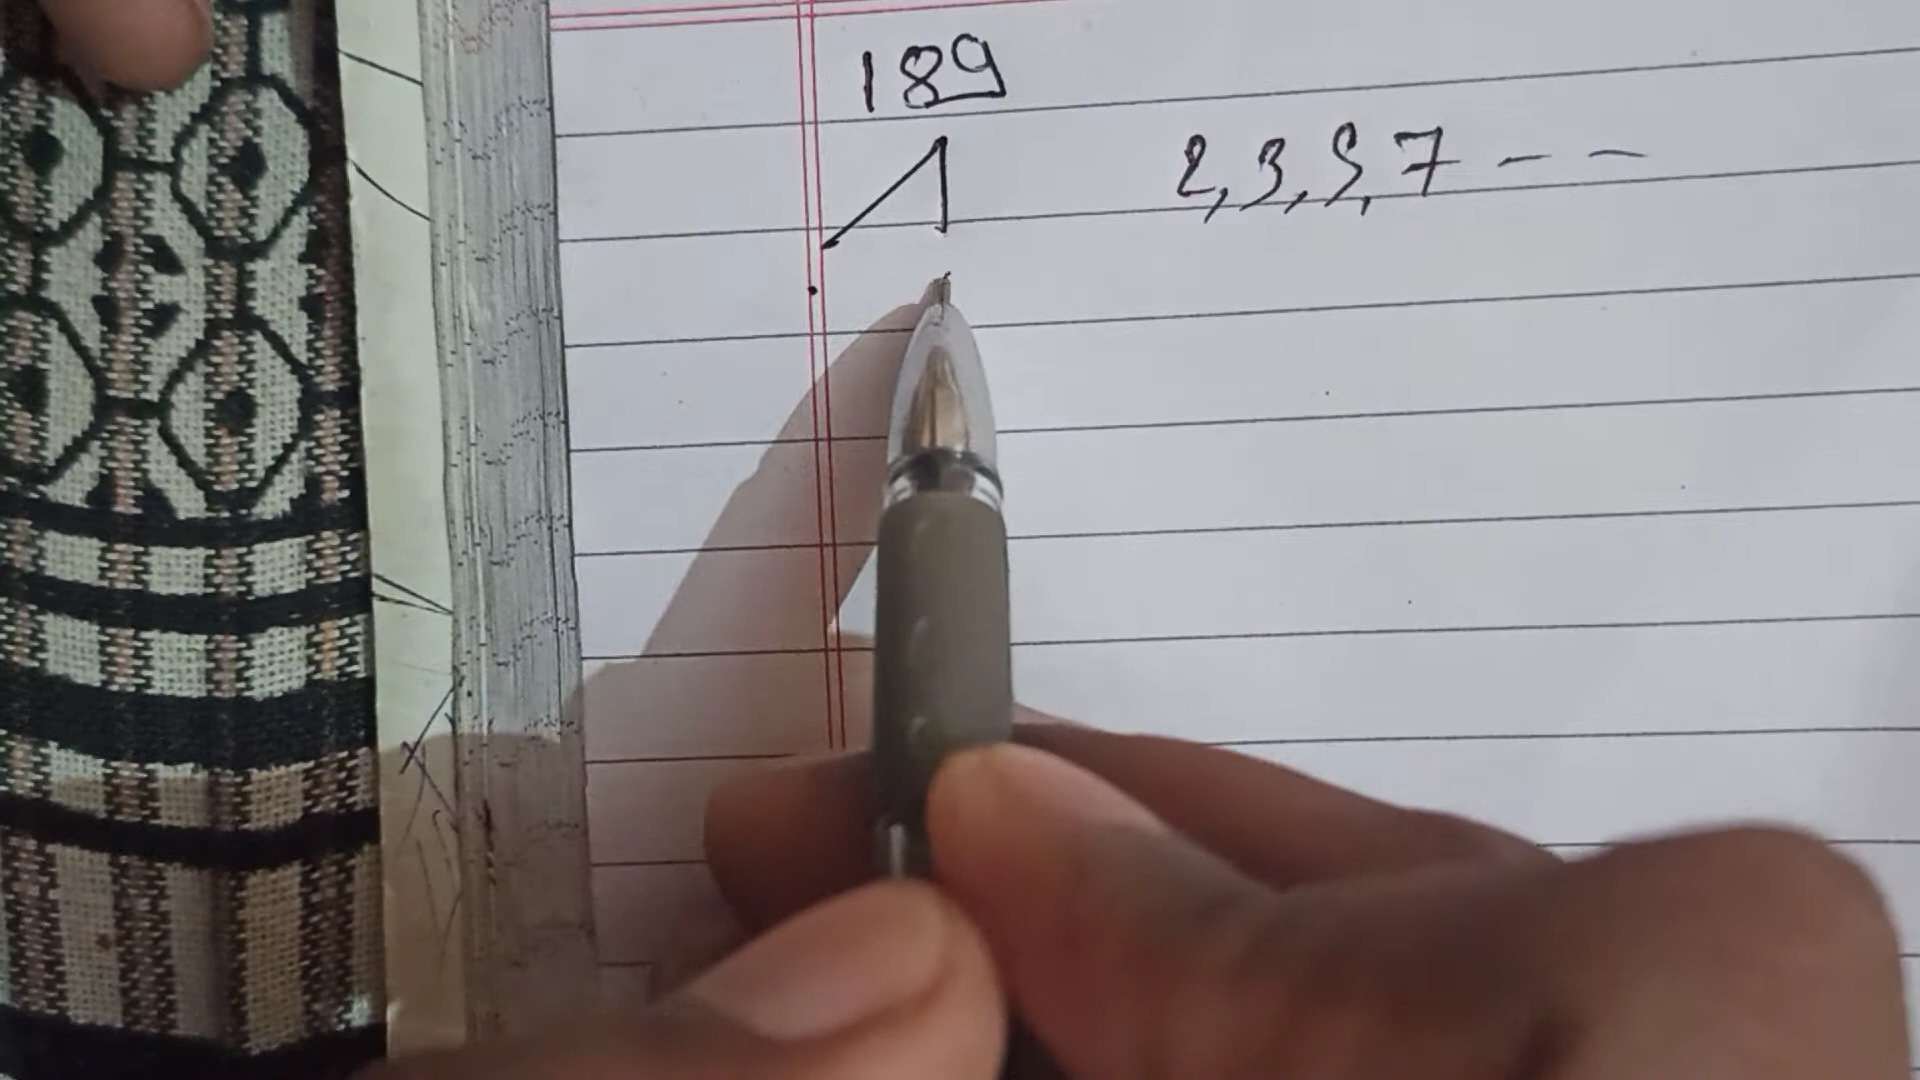 189
2, 3, 5, 7 - -